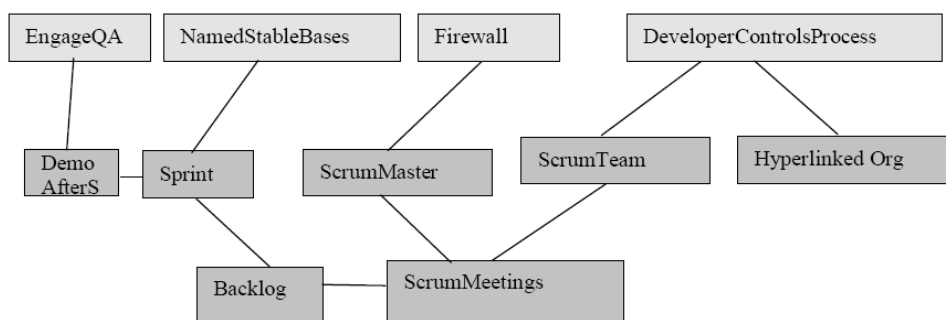 EngageQA
NamedStableBases
Firewall
DeveloperControlsProcess
Demo
AfterS
Sprint
ScrumMaster
ScrumTeam
Hyperlinked Org
Backlog
ScrumMeetings